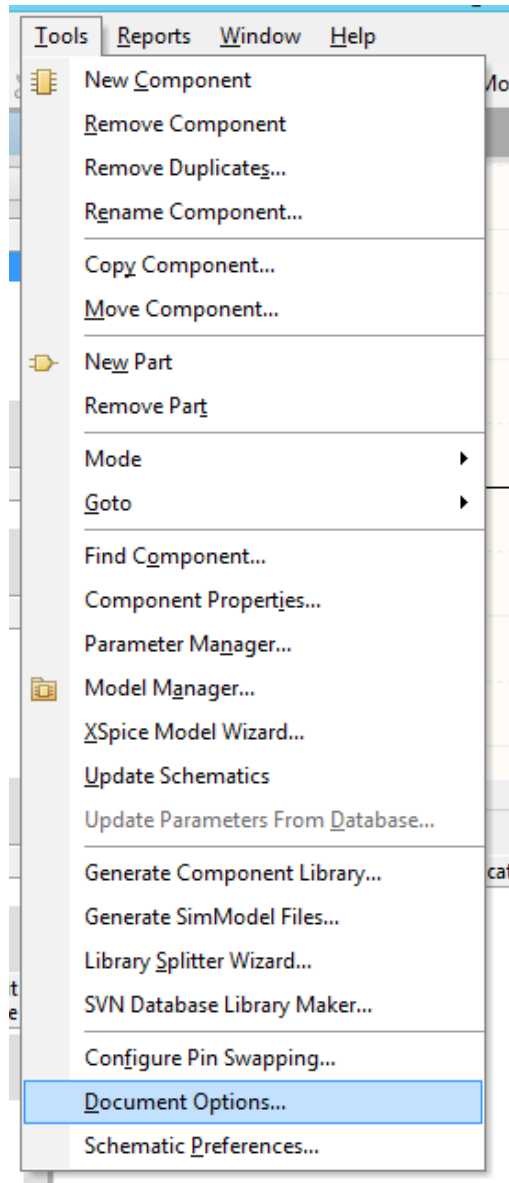 Tools Reports Window Help
New Component
Remove Component
Remove Duplicates...
Rename Component...
Copy Component...
Move Component...
New Part
Remove Part
Mode
Goto
Find Component...
Component Properties...
Parameter Manager...
Model Manager...
XSpice Model Wizard...
Update Schematics
Update Parameters From Database...
Generate Component Library...
Generate SimModel Files...
Library Splitter Wizard...
SVN Database Library Maker...
Configure Pin Swapping...
Document Options...
Schematic Preferences...